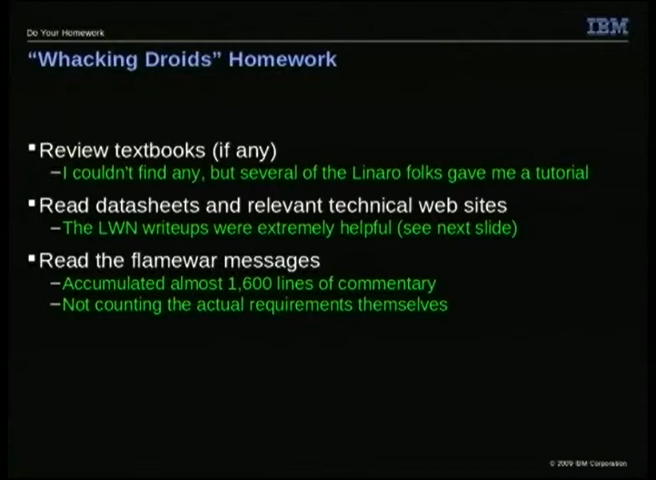 Do Your Homework
IBM
“Whacking Droids” Homework
▪Review textbooks (if any)
–I couldn't find any, but several of the Linaro folks gave me a tutorial
▪Read datasheets and relevant technical web sites
–The LWN writeups were extremely helpful (see next slide)
▪Read the flamewar messages
–Accumulated almost 1,600 lines of commentary
–Not counting the actual requirements themselves
© 2009 IBM Corporation